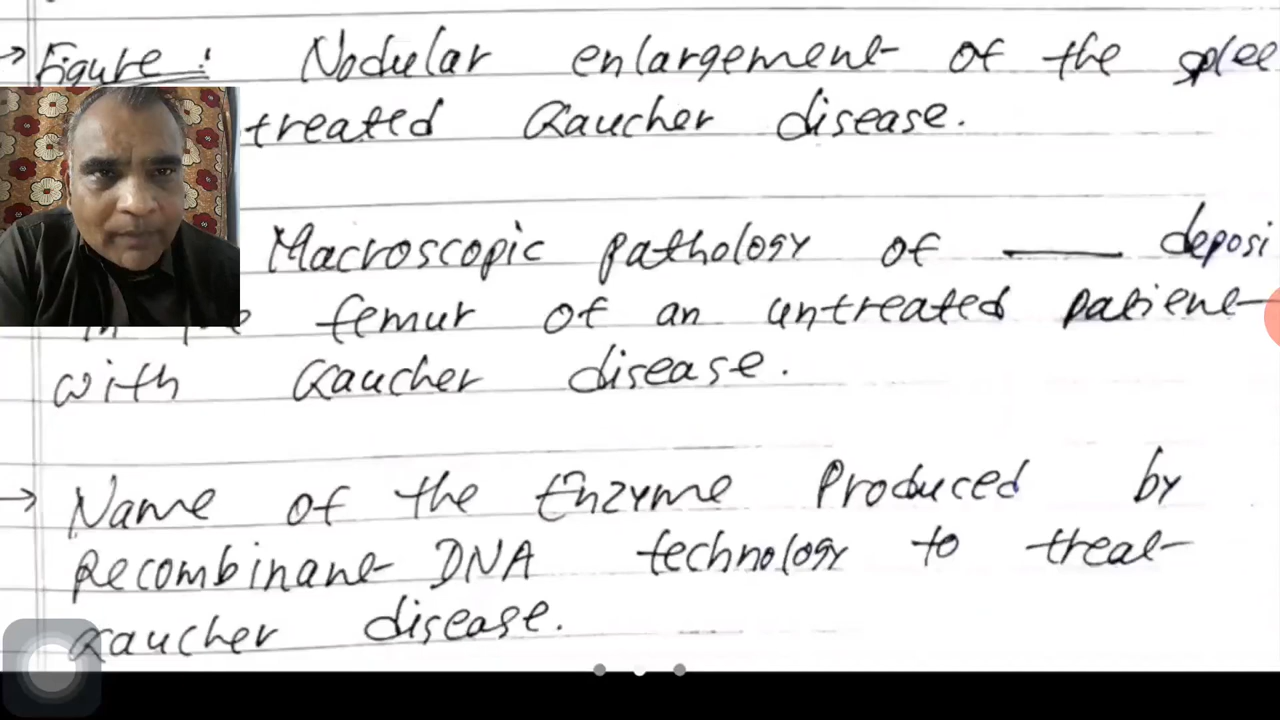 → Figure : Nodular enlargement of the splee
treated Gaucher disease.
Macroscopic pathology of —— deposi
femur of an untreated patient
with Gaucher disease.
→ Name of the Enzyme Produced by
Recombinant DNA technology to treat
Gaucher disease.